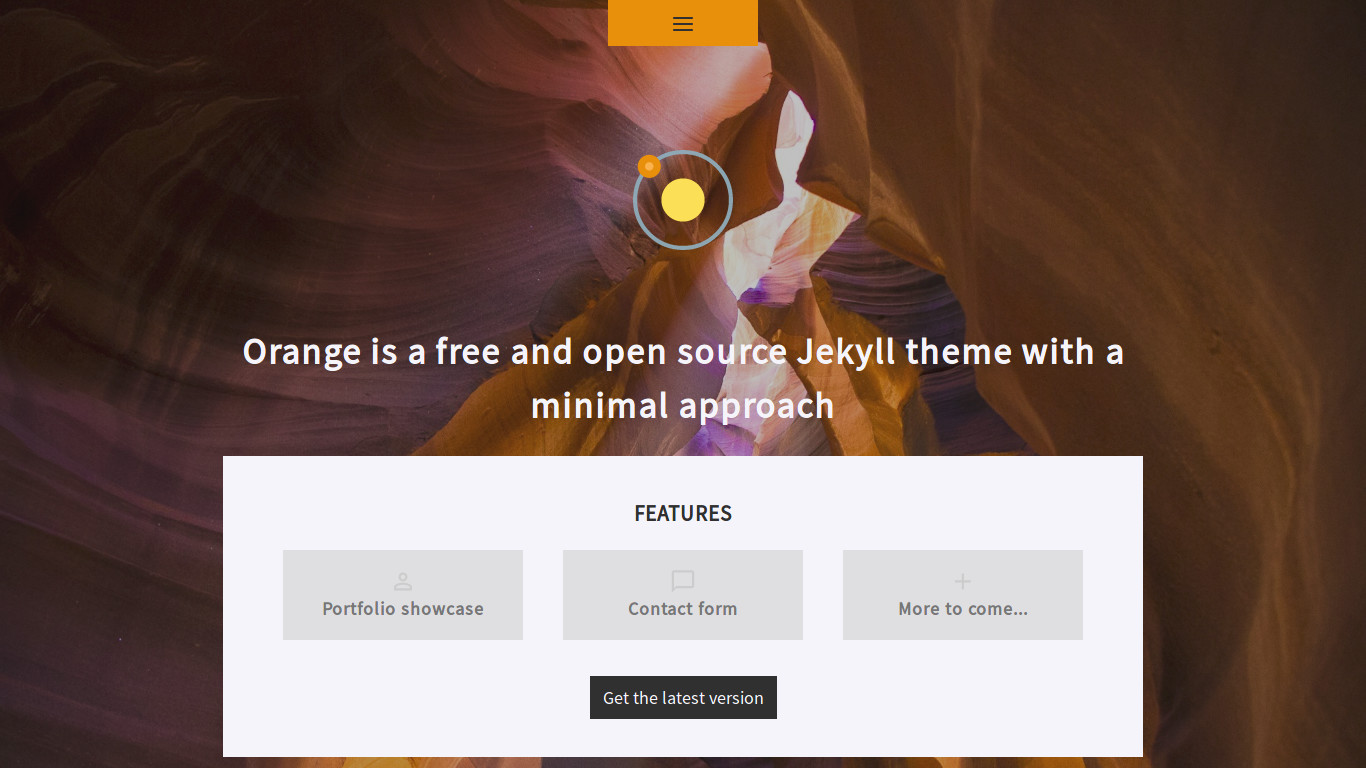 Orange is a free and open source Jekyll theme with a
minimal approach
FEATURES
Portfolio showcase
Contact form
More to come...
Get the latest version